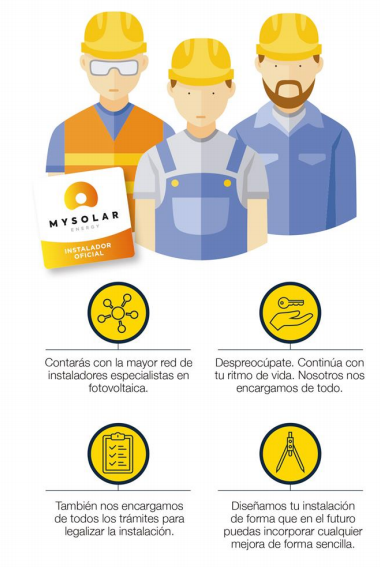 MYSOLAR
ENERGY
INSTALADOR
OFICIAL
Contarás con la mayor red de
instaladores especialistas en
fotovoltaica.
Despreocúpate. Continúa con
tu ritmo de vida. Nosotros nos
encargamos de todo.
También nos encargamos
de todos los trámites para
legalizar la instalación.
Diseñamos tu instalación
de forma que en el futuro
puedas incorporar cualquier
mejora de forma sencilla.